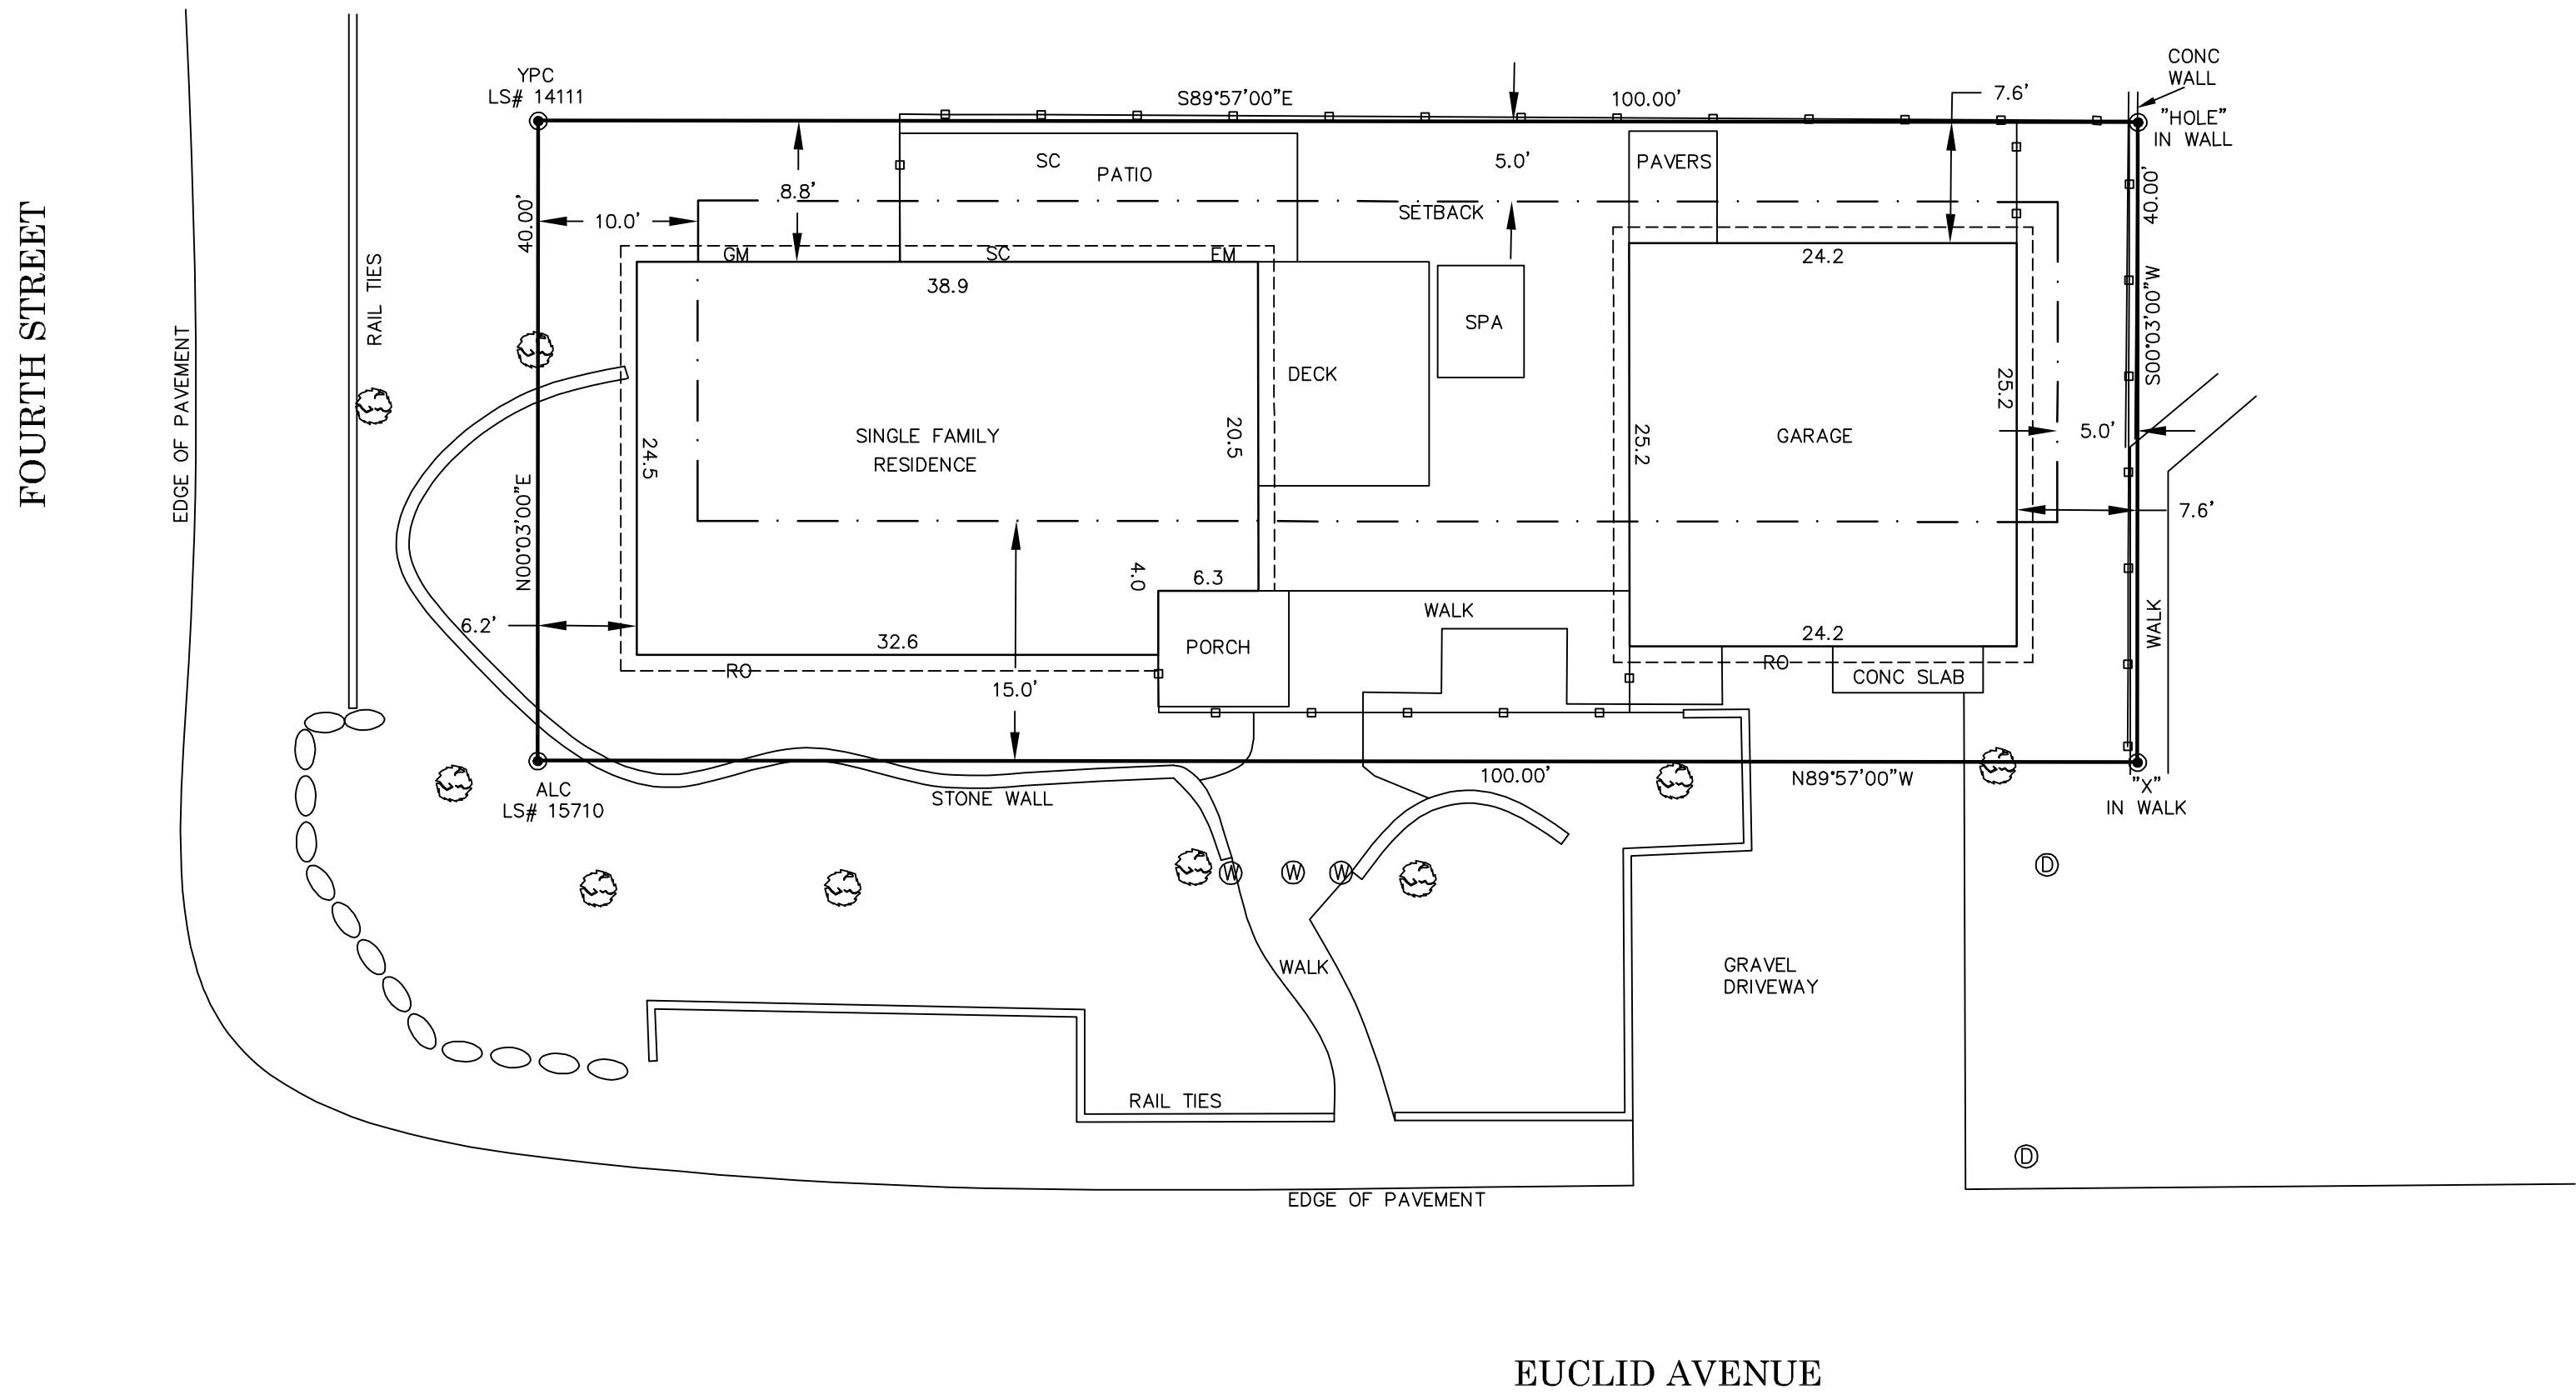 CONC
WALL
YPC
LS# 14111
S89°57'00"E
100.00'
7.6'
"HOLE"
IN WALL
SC
PATIO
5.0'
PAVERS
8.8'
10.0'
40.00'
40.00'
SETBACK
GM
SC
EM
38.9
24.2
FOURTH STREET
EDGE OF PAVEMENT
RAIL TIES
SPA
DECK
S00°03'00"W
25.2
5.0'
SINGLE FAMILY
RESIDENCE
24.5
20.5
25.2
GARAGE
N00°03'00"E
7.6'
4.0
6.3
WALK
WALK
6.2'
32.6
PORCH
24.2
RO
RO
CONC SLAB
15.0'
100.00'
N89°57'00"W
"X"
IN WALK
ALC
LS# 15710
STONE WALL
W
W
W
D
WALK
GRAVEL
DRIVEWAY
RAIL TIES
D
EDGE OF PAVEMENT
EUCLID AVENUE